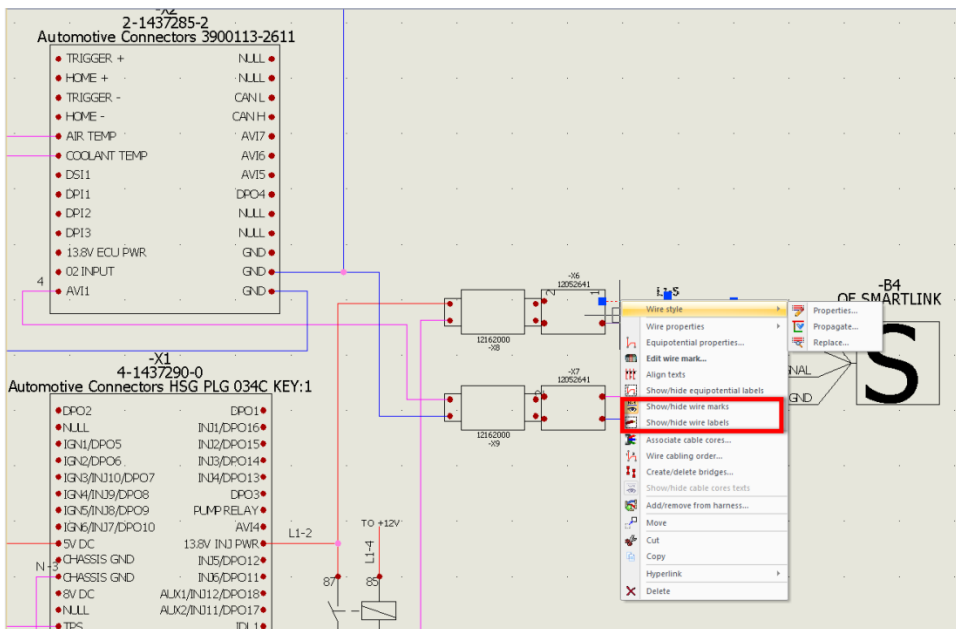 -X2
2-1437285-2
Automotive Connectors 3900113-2611
TRIGGER + NULL
HOME + NULL
TRIGGER - CAN L
HOME - CAN H
AIR TEMP AVI7
COOLANT TEMP AVI6
DSI1 AVI5
DPI1 DPO4
DPI2 NULL
DPI3 NULL
13.8V ECU PWR GND
02 INPUT GND
4 AVI1 GND
-X1
4-1437290-0
Automotive Connectors HSG PLG 034C KEY:1
DPO2 DPO1
NULL INJ1/DPO16
IGN1/DPO5 INJ2/DPO15
IGN2/DPO6 INJ3/DPO14
IGN3/INJ10/DPO7 INJ4/DPO13
IGN4/INJ9/DPO8 DPO3
IGN5/INJ8/DPO9 PUMP RELAY
IGN6/INJ7/DPO10 AVI4
5V DC 13.8V INJ PWR
CHASSIS GND INJ5/DPO12
N-3 CHASSIS GND INJ6/DPO11
8V DC AUX1/INJ12/DPO18
NULL AUX2/INJ11/DPO17
TPS IDL1
L1-2
TO +12V
L1-4
87 85
-X6
12052641
2 1
12162000
-X8
-X7
12052641
12162000
-X9
L1-5
-B4
QF SMARTLINK
S
GNAL
GND
Wire style
Wire properties
Equipotential properties...
Edit wire mark...
Align texts
Show/hide equipotential labels
Show/hide wire marks
Show/hide wire labels
Associate cable cores...
Wire cabling order...
Create/delete bridges...
Show/hide cable cores texts
Add/remove from harness...
Move
Cut
Copy
Hyperlink
Delete
Properties...
Propagate...
Replace...